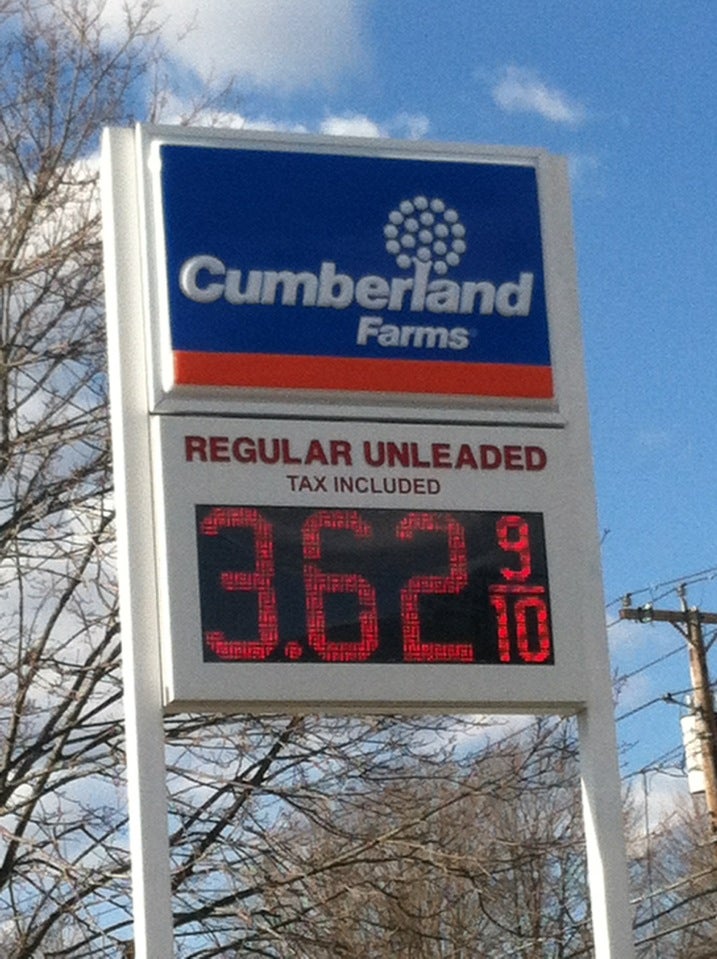 Cumberland
Farms
REGULAR UNLEADED
TAX INCLUDED
3.62 9/10